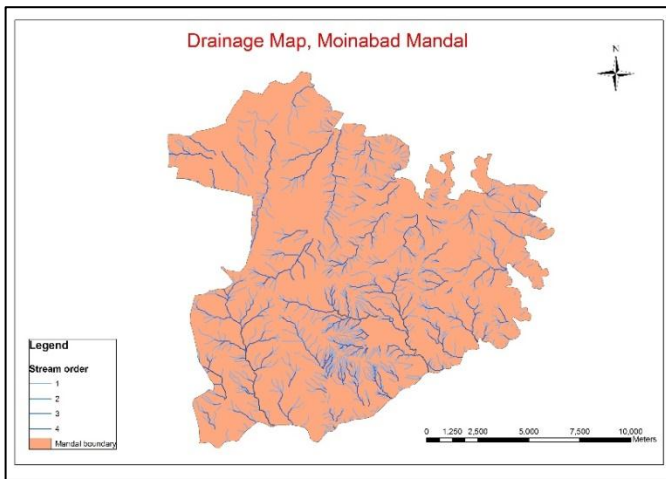 Drainage Map, Moinabad Mandal
N
Legend
Stream order
1
2
3
4
Mandal boundary
0 1,250 2,500 5,000 7,500 10,000
Meters